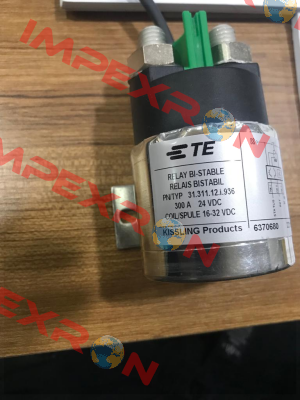 TE
RELAY BI-STABLE
RELAIS BISTABIL
PN/TYP 31.311.12.i.936
300 A 24 VDC
COIL/SPULE 16-32 VDC
KISSLING Products 6370680
IMPEXRON
IMPEXRON
IMPEXRON